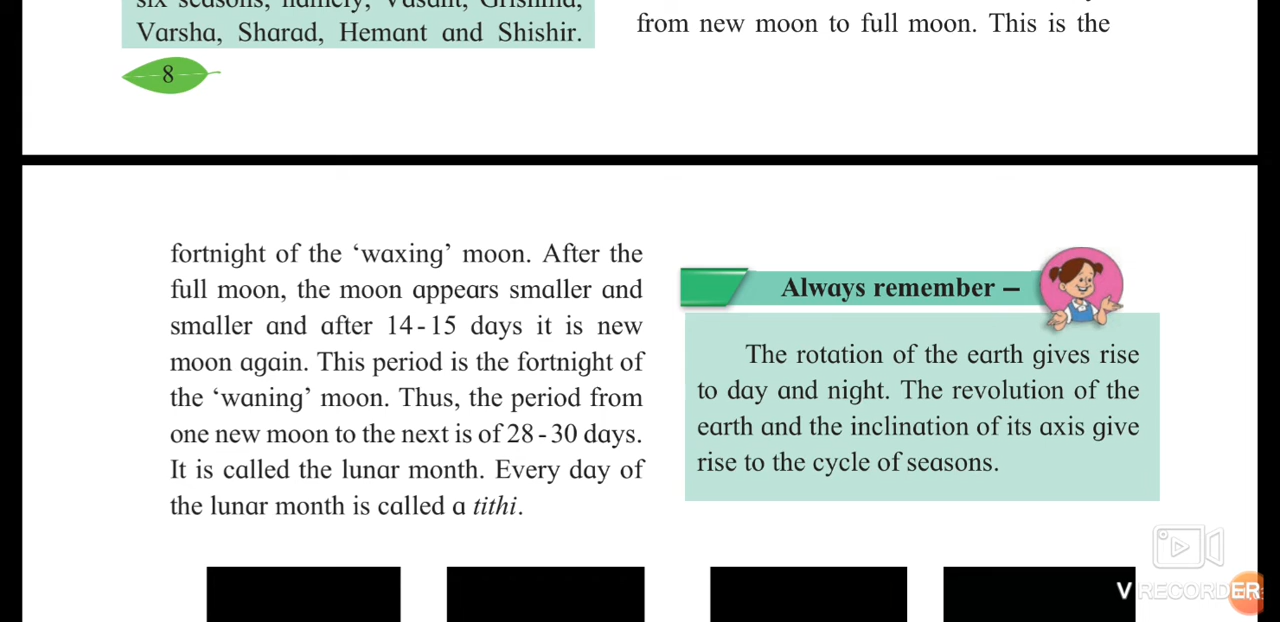 six seasons, namely, Vasant, Grishma,
Varsha, Sharad, Hemant and Shishir.
8
from new moon to full moon. This is the
fortnight of the ‘waxing’ moon. After the
full moon, the moon appears smaller and
smaller and after 14-15 days it is new
moon again. This period is the fortnight of
the ‘waning’ moon. Thus, the period from
one new moon to the next is of 28-30 days.
It is called the lunar month. Every day of
the lunar month is called a tithi.
Always remember –
The rotation of the earth gives rise
to day and night. The revolution of the
earth and the inclination of its axis give
rise to the cycle of seasons.
V RECORDER